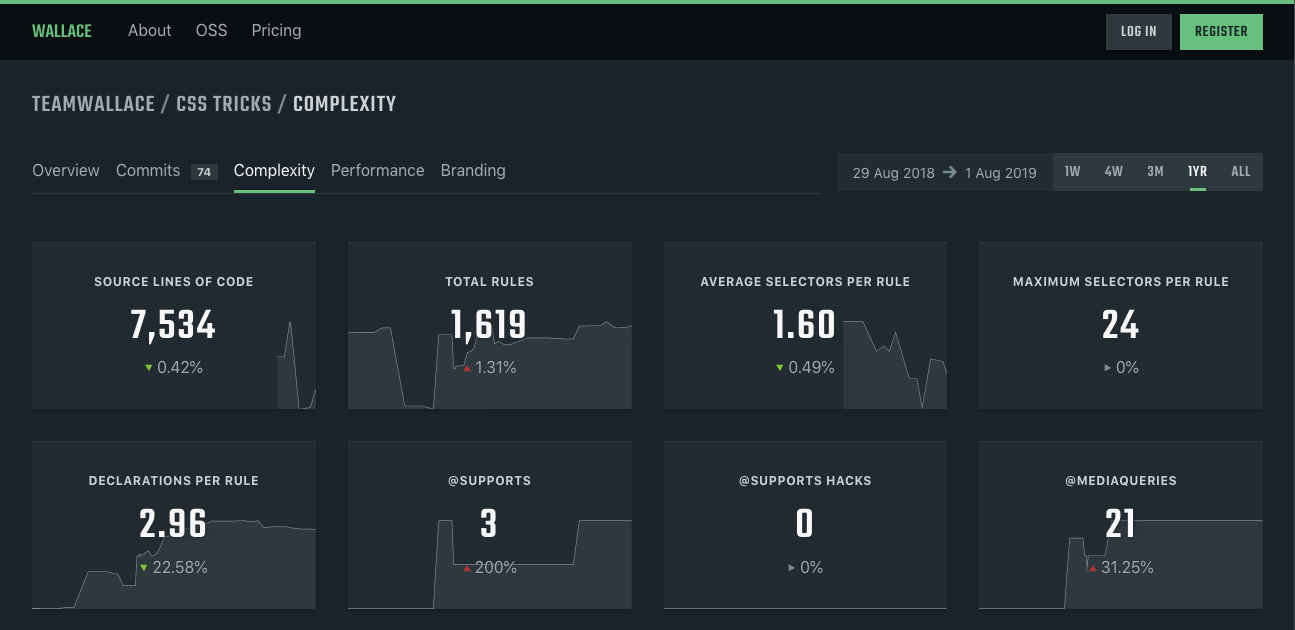 WALLACE About OSS Pricing LOG IN REGISTER
TEAMWALLACE / CSS TRICKS / COMPLEXITY
Overview Commits 74 Complexity Performance Branding 29 Aug 2018 → 1 Aug 2019 1W 4W 3M 1YR ALL
SOURCE LINES OF CODE
7,534
▼ 0.42%
TOTAL RULES
1,619
▲ 1.31%
AVERAGE SELECTORS PER RULE
1.60
▼ 0.49%
MAXIMUM SELECTORS PER RULE
24
▶ 0%
DECLARATIONS PER RULE
2.96
▼ 22.58%
@SUPPORTS
3
▲ 200%
@SUPPORTS HACKS
0
▶ 0%
@MEDIAQUERIES
21
▲ 31.25%